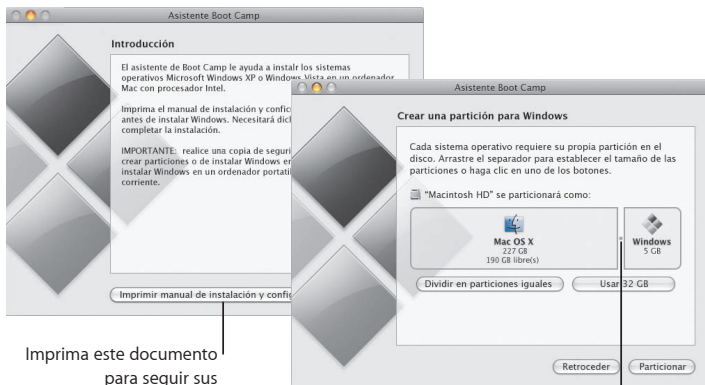 Asistente Boot Camp
Introducción
El asistente de Boot Camp le ayuda a instalr los sistemas
operativos Microsoft Windows XP o Windows Vista en un ordenador
Mac con procesador Intel.
Imprima el manual de instalación y config
antes de instalar Windows. Necesitará dich
completar la instalación.
IMPORTANTE: realice una copia de seguri
crear particiones o de instalar Windows en
instalar Windows en un ordenador portati
corriente.
Imprimir manual de instalación y config
Imprima este documento
para seguir sus
Asistente Boot Camp
Crear una partición para Windows
Cada sistema operativo requiere su propia partición en el
disco. Arrastre el separador para establecer el tamaño de las
particiones o haga clic en uno de los botones.
"Macintosh HD" se particionará como:
Mac OS X
227 GB
190 GB libre(s)
Windows
5 GB
Dividir en particiones iguales
Usar 32 GB
Retroceder
Particionar